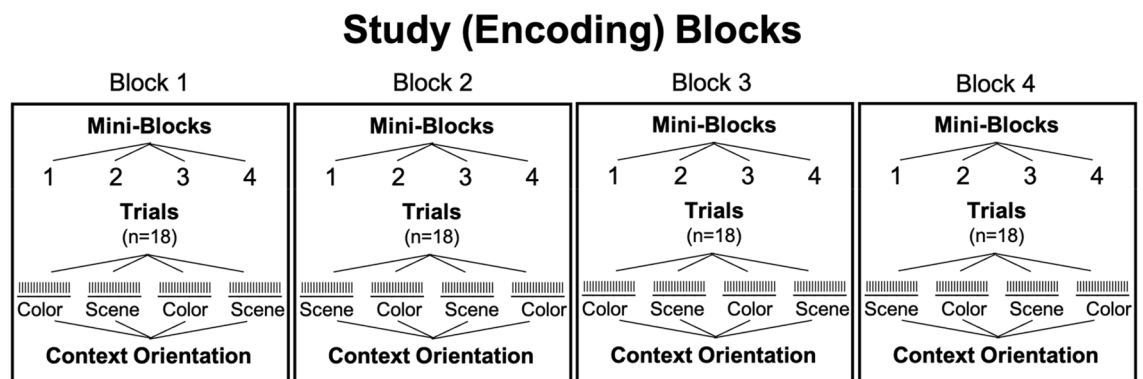 Study (Encoding) Blocks
Block 1 Block 2 Block 3 Block 4
Mini-Blocks Mini-Blocks Mini-Blocks Mini-Blocks
1 2 3 4 1 2 3 4 1 2 3 4 1 2 3 4
Trials Trials Trials Trials
(n=18) (n=18) (n=18) (n=18)
Color Scene Color Scene Scene Color Scene Color Color Scene Color Scene Scene Color Scene Color
Context Orientation Context Orientation Context Orientation Context Orientation